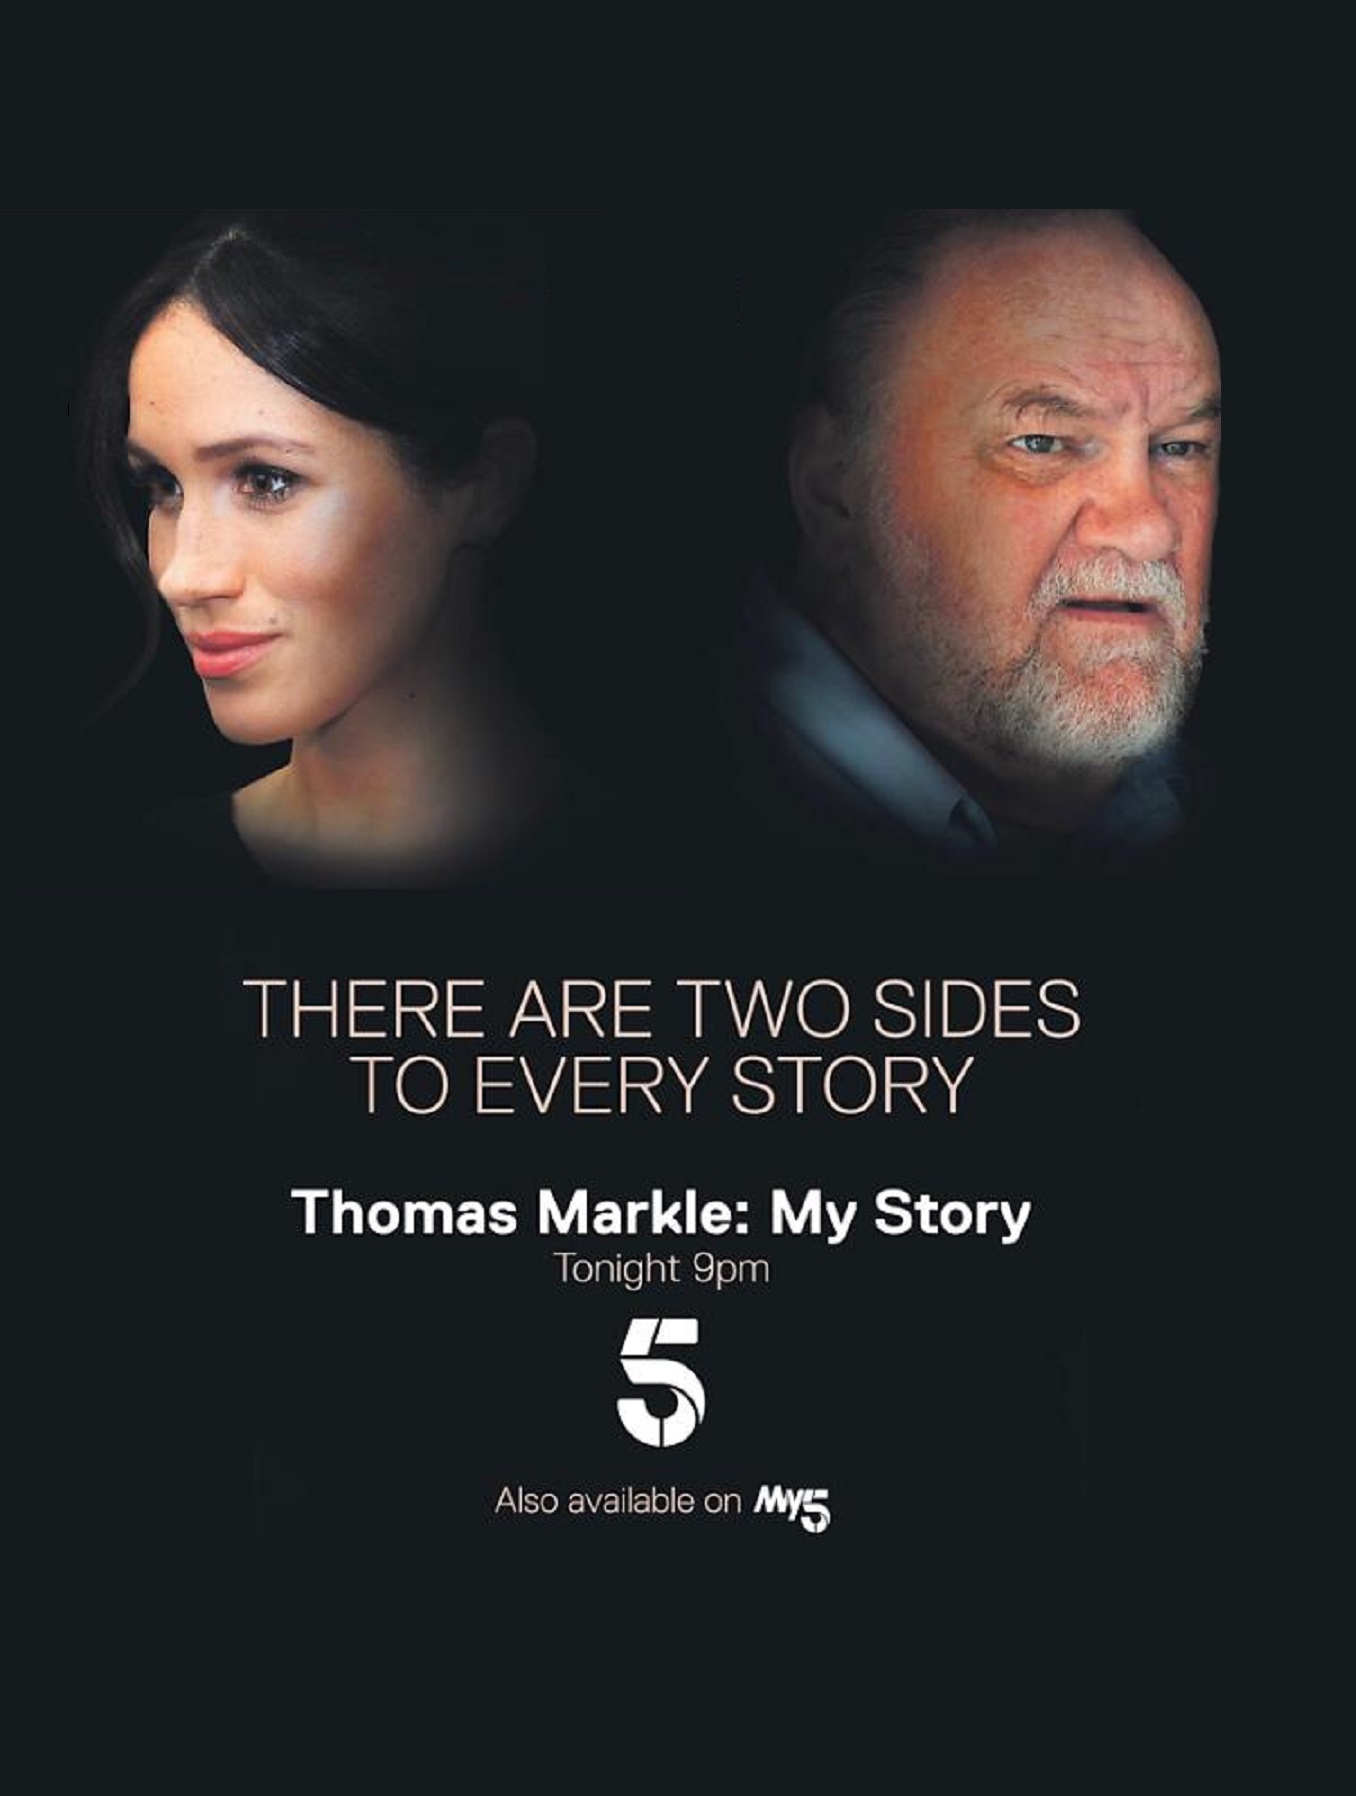 THERE ARE TWO SIDES
TO EVERY STORY
Thomas Markle: My Story
Tonight 9pm
5
Also available on My5